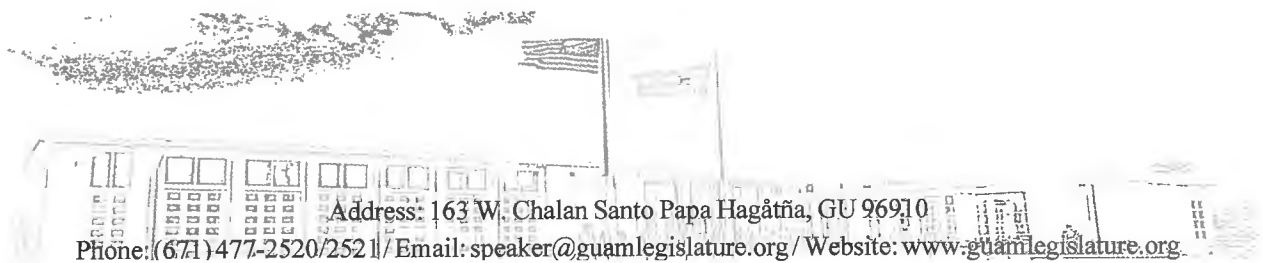 Address: 163 W. Chalan Santo Papa Hagåtña, GU 96910
Phone: (671) 477-2520/2521 / Email: speaker@guamlegislature.org / Website: www.guamlegislature.org